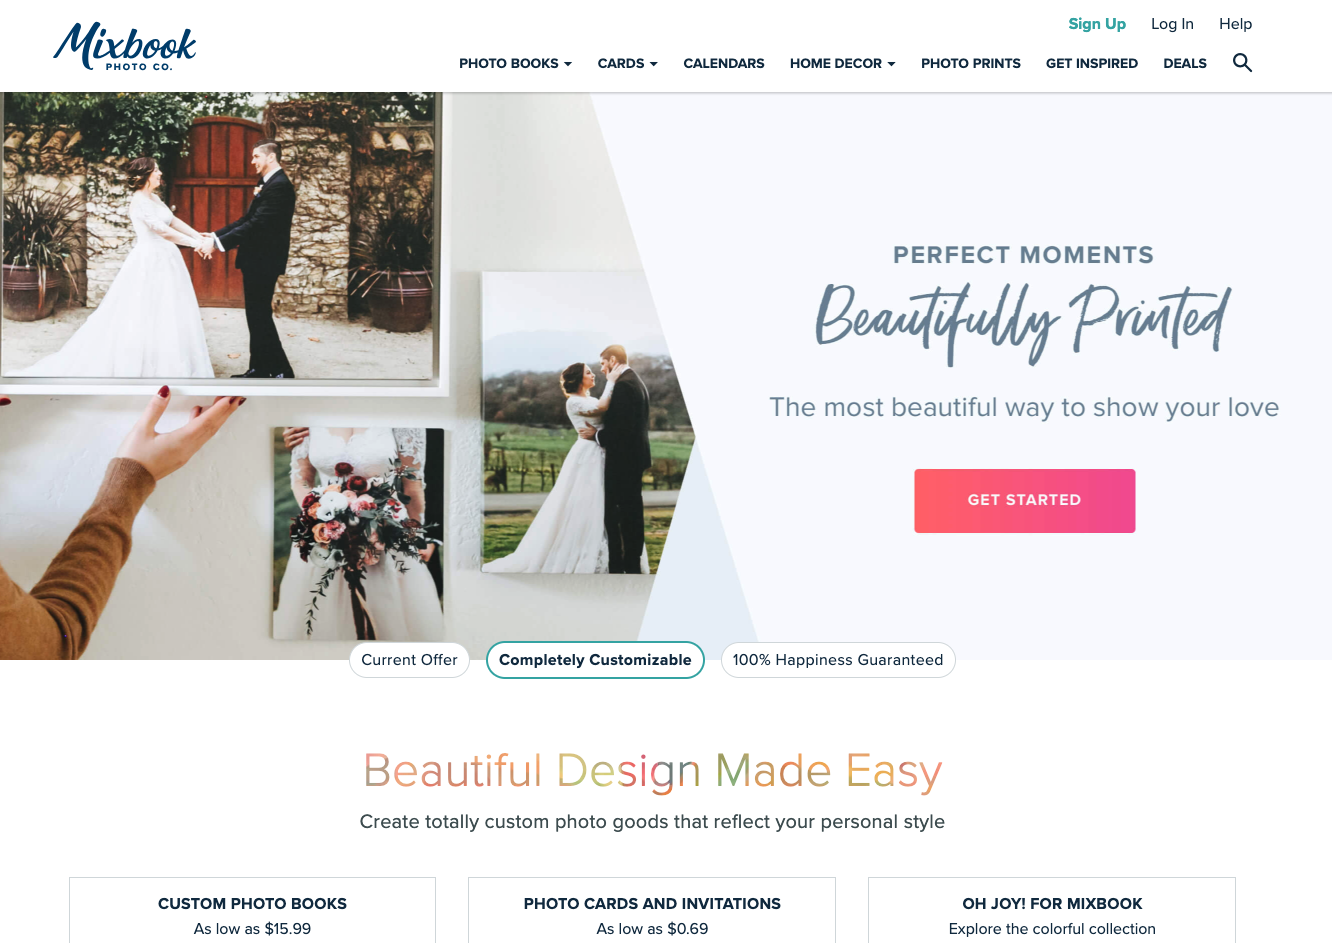 Mixbook
PHOTO CO.
Sign Up Log In Help
PHOTO BOOKS CARDS CALENDARS HOME DECOR PHOTO PRINTS GET INSPIRED DEALS
PERFECT MOMENTS
Beautifully Printed
The most beautiful way to show your love
GET STARTED
Current Offer Completely Customizable 100% Happiness Guaranteed
Beautiful Design Made Easy
Create totally custom photo goods that reflect your personal style
CUSTOM PHOTO BOOKS
As low as $15.99
PHOTO CARDS AND INVITATIONS
As low as $0.69
OH JOY! FOR MIXBOOK
Explore the colorful collection